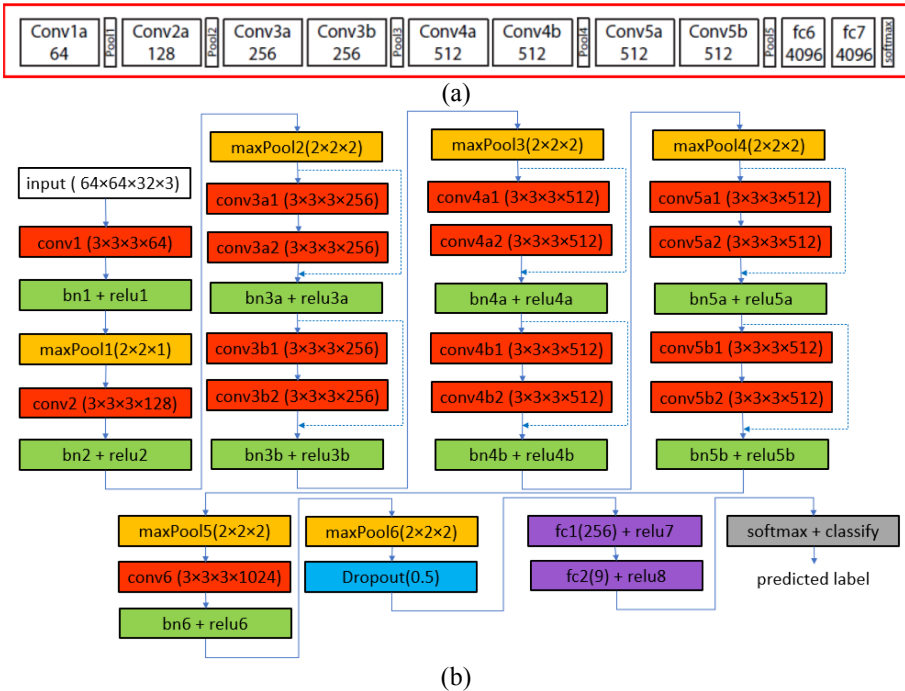 Conv1a 64
Pool1
Conv2a 128
Pool2
Conv3a 256
Conv3b 256
Pool3
Conv4a 512
Conv4b 512
Pool4
Conv5a 512
Conv5b 512
Pool5
fc6 4096
fc7 4096
softmax
(a)
input ( 64×64×32×3)
conv1 (3×3×3×64)
bn1 + relu1
maxPool1(2×2×1)
conv2 (3×3×3×128)
bn2 + relu2
maxPool2(2×2×2)
conv3a1 (3×3×3×256)
conv3a2 (3×3×3×256)
bn3a + relu3a
conv3b1 (3×3×3×256)
conv3b2 (3×3×3×256)
bn3b + relu3b
maxPool3(2×2×2)
conv4a1 (3×3×3×512)
conv4a2 (3×3×3×512)
bn4a + relu4a
conv4b1 (3×3×3×512)
conv4b2 (3×3×3×512)
bn4b + relu4b
maxPool4(2×2×2)
conv5a1 (3×3×3×512)
conv5a2 (3×3×3×512)
bn5a + relu5a
conv5b1 (3×3×3×512)
conv5b2 (3×3×3×512)
bn5b + relu5b
maxPool5(2×2×2)
conv6 (3×3×3×1024)
bn6 + relu6
maxPool6(2×2×2)
Dropout(0.5)
fc1(256) + relu7
fc2(9) + relu8
softmax + classify
predicted label
(b)